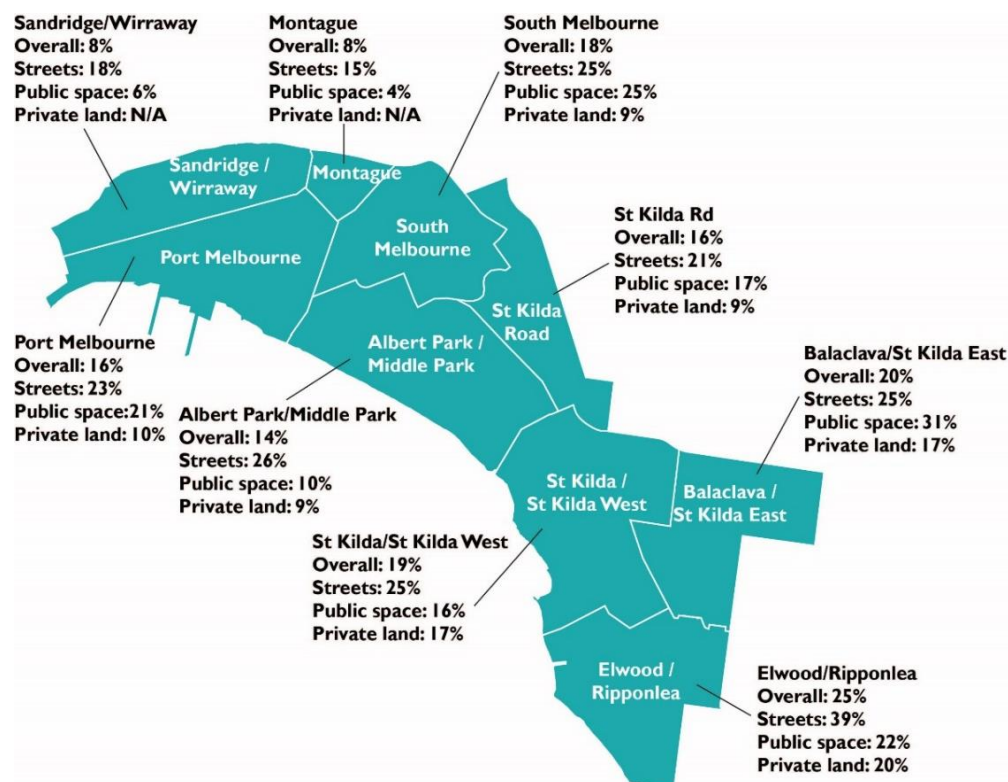 Sandridge/Wirraway
Overall: 8%
Streets: 18%
Public space: 6%
Private land: N/A
Montague
Overall: 8%
Streets: 15%
Public space: 4%
Private land: N/A
South Melbourne
Overall: 18%
Streets: 25%
Public space: 25%
Private land: 9%
Sandridge /
Wirraway
Montague
South
Melbourne
Port Melbourne
St Kilda Rd
Overall: 16%
Streets: 21%
Public space: 17%
Private land: 9%
St Kilda
Road
Albert Park /
Middle Park
Port Melbourne
Overall: 16%
Streets: 23%
Public space:21%
Private land: 10%
Albert Park/Middle Park
Overall: 14%
Streets: 26%
Public space: 10%
Private land: 9%
Balaclava/St Kilda East
Overall: 20%
Streets: 25%
Public space: 31%
Private land: 17%
St Kilda /
St Kilda West
Balaclava /
St Kilda East
St Kilda/St Kilda West
Overall: 19%
Streets: 25%
Public space: 16%
Private land: 17%
Elwood /
Ripponlea
Elwood/Ripponlea
Overall: 25%
Streets: 39%
Public space: 22%
Private land: 20%